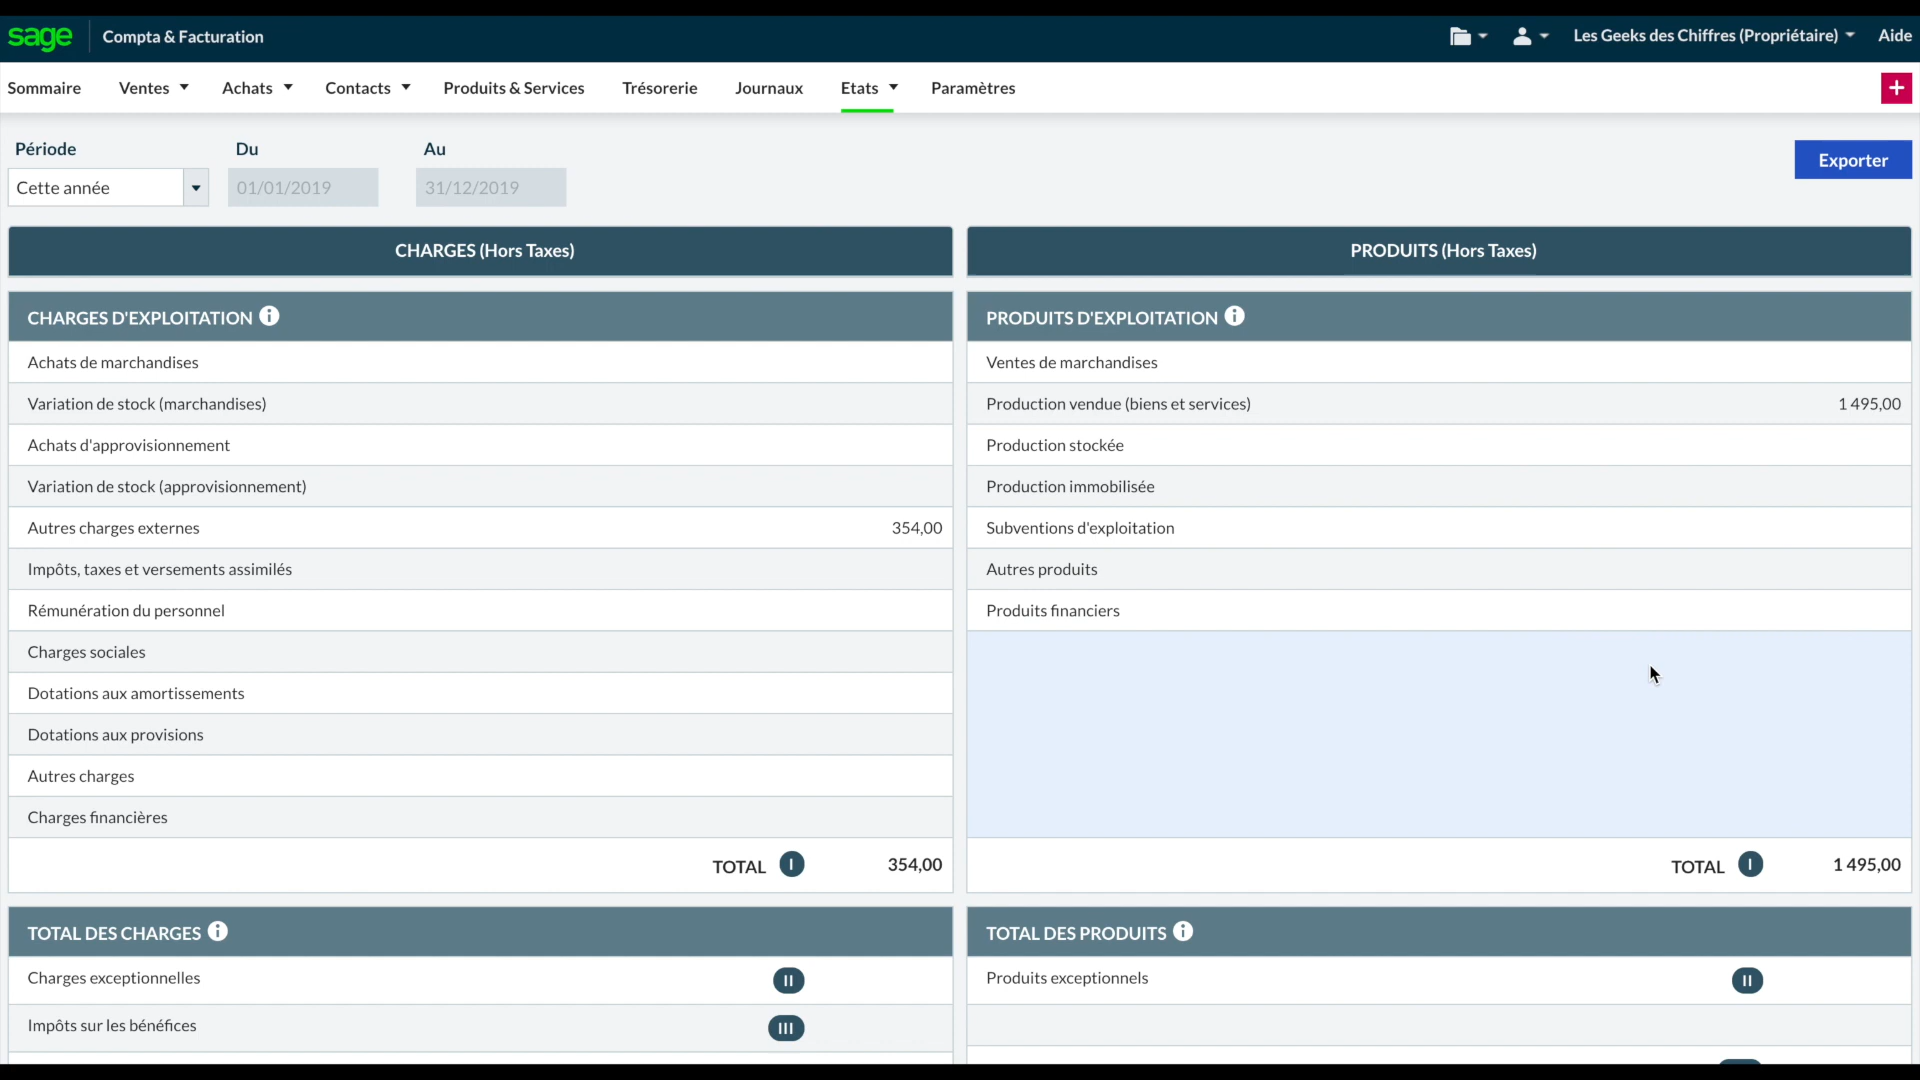 sage Compta & Facturation Les Geeks des Chiffres (Propriétaire) Aide
Sommaire Ventes Achats Contacts Produits & Services Trésorerie Journaux Etats Paramètres +
Période Du Au
Cette année 01/01/2019 31/12/2019 Exporter
CHARGES (Hors Taxes)
CHARGES D'EXPLOITATION i
Achats de marchandises
Variation de stock (marchandises)
Achats d'approvisionnement
Variation de stock (approvisionnement)
Autres charges externes 354,00
Impôts, taxes et versements assimilés
Rémunération du personnel
Charges sociales
Dotations aux amortissements
Dotations aux provisions
Autres charges
Charges financières
TOTAL I 354,00
TOTAL DES CHARGES i
Charges exceptionnelles II
Impôts sur les bénéfices III
PRODUITS (Hors Taxes)
PRODUITS D'EXPLOITATION i
Ventes de marchandises
Production vendue (biens et services) 1 495,00
Production stockée
Production immobilisée
Subventions d'exploitation
Autres produits
Produits financiers
TOTAL I 1 495,00
TOTAL DES PRODUITS i
Produits exceptionnels II